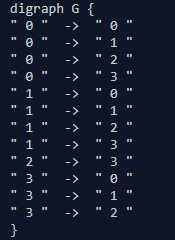 digraph G {
" 0 " -> " 0 "
" 0 " -> " 1 "
" 0 " -> " 2 "
" 0 " -> " 3 "
" 1 " -> " 0 "
" 1 " -> " 1 "
" 1 " -> " 2 "
" 1 " -> " 3 "
" 2 " -> " 3 "
" 3 " -> " 0 "
" 3 " -> " 1 "
" 3 " -> " 2 "
}